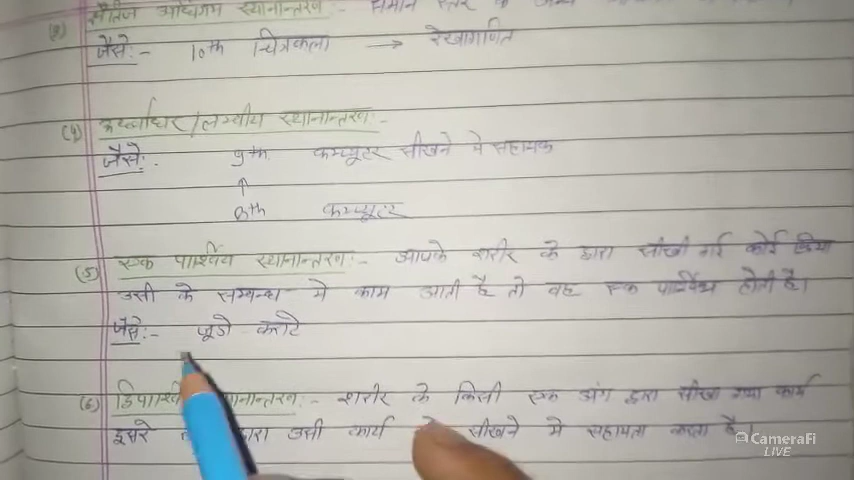 (3) क्षैतिज अधिगम स्थानान्तरण :- समान स्तर के अन्य
जैसे:- 10th चित्रकला → रेखागणित
(4) ऊर्ध्वाधर/लम्बीय स्थानान्तरण:-
जैसे:- 9th कम्प्यूटर सीखने में सहायक
↑
8th कम्प्यूटर
(5) एक पार्श्विय स्थानान्तरण:- आपके शरीर के द्वारा सीखी गई कोई क्रिया
उसी के सम्बन्ध में काम आती है तो वह एक पार्श्विय होती है।
जैसे:- जूडो कराटे
(6) द्विपार्श्वि स्थानान्तरण:- शरीर के किसी एक अंग द्वारा सीखा गया कार्य
दूसरे द्वारा उसी कार्य सीखने में सहायता करता है।
CameraFi
LIVE